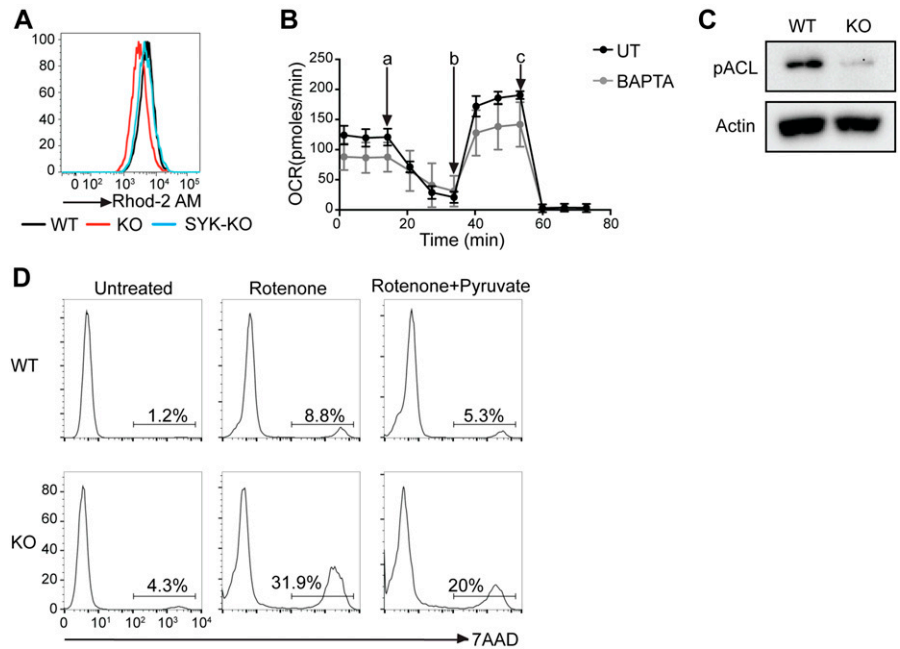 A
100
80
60
40
20
0
0 10² 10³ 10⁴ 10⁵
Rhod-2 AM
WT KO SYK-KO
B
OCR(pmoles/min)
250
200
150
100
50
0
0 20 40 60 80
Time (min)
a b c
UT
BAPTA
C
WT KO
pACL
Actin
D
Untreated Rotenone Rotenone+Pyruvate
WT
1.2% 8.8% 5.3%
KO
80
60
40
20
0
4.3% 31.9% 20%
0 10¹ 10² 10³ 10⁴
7AAD